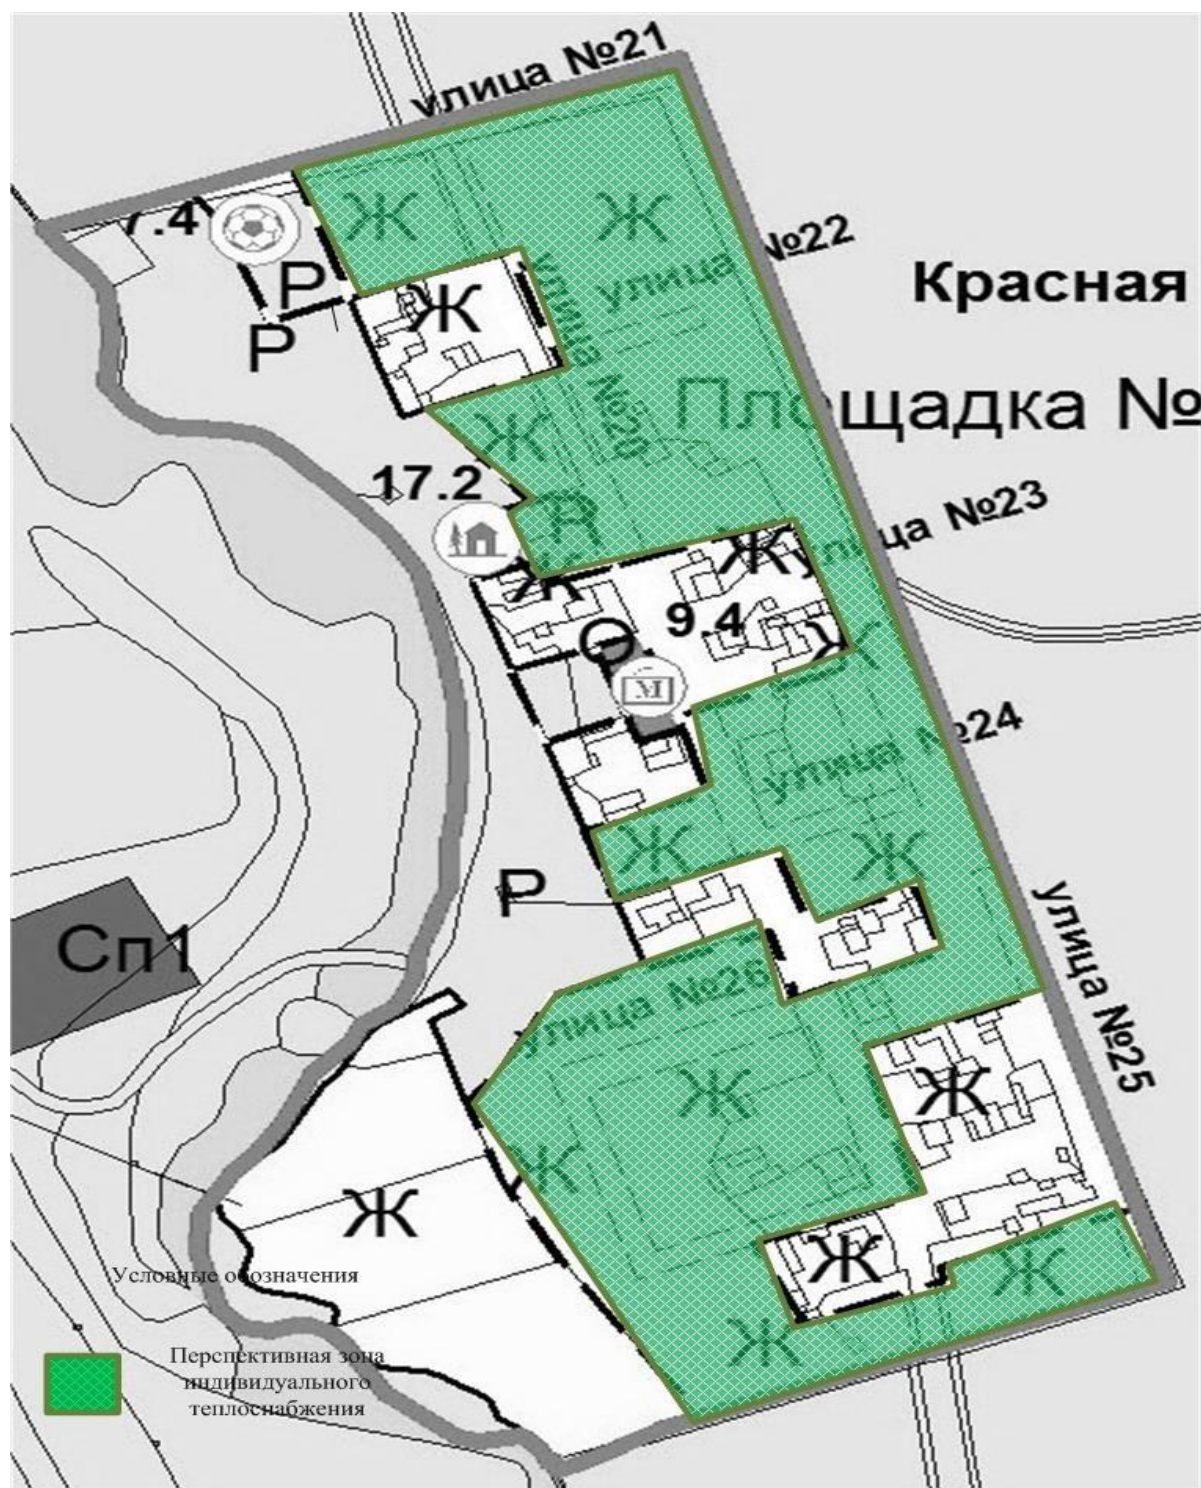 улица №21
7.4
Ж
Ж
улица №22
Р
Ж
Красная
Р
улица №20
Площадка №
Ж
17.2
улица №23
Ж
Ж
Ж
9.4
О
Ж
М
улица №24
Ж
Ж
Р
улица №25
Сп1
улица №26
Ж
Ж
Ж
Ж
Ж
Ж
Ж
Условные обозначения
Перспективная зона
индивидуального
теплоснабжения